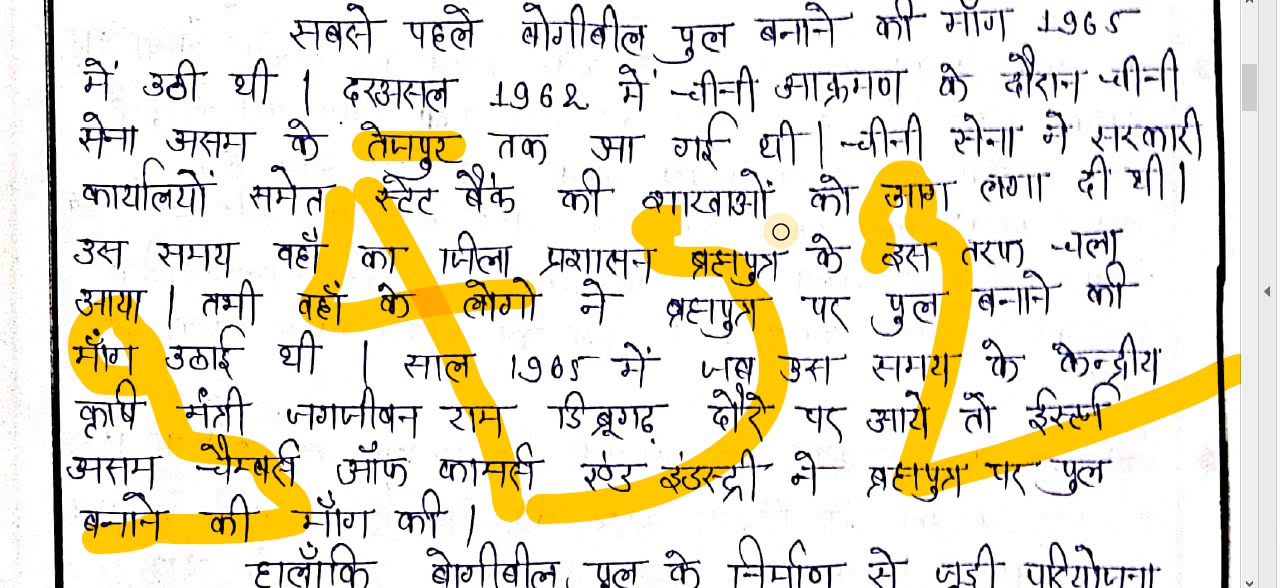 सबसे पहले बोगीबील पुल बनाने की माँग 1965
में उठी थी | दरअसल 1962 में चीनी आक्रमण के दौरान चीनी
सेना असम के तेजपुर तक आ गई थी | चीनी सेना ने सरकारी
कार्यालयों समेत स्टेट बैंक की शाखाओं को आग लगा दी थी |
उस समय वहाँ का जिला प्रशासन ब्रह्मपुत्र के इस तरफ चला
आया | तभी वहाँ के लोगो ने ब्रह्मपुत्र पर पुल बनाने की
माँग उठाई थी | साल 1965 में जब उस समय के केन्द्रीय
कृषि मंत्री जगजीवन राम डिब्रूगढ़ दौरे पर आये तो ईस्टर्न
असम चैम्बर्स ऑफ कामर्स एंड इंडस्ट्री ने ब्रह्मपुत्र पर पुल
बनाने की माँग की |
हालाँकि बोगीबील पुल के निर्माण से जुड़ी परियोजना